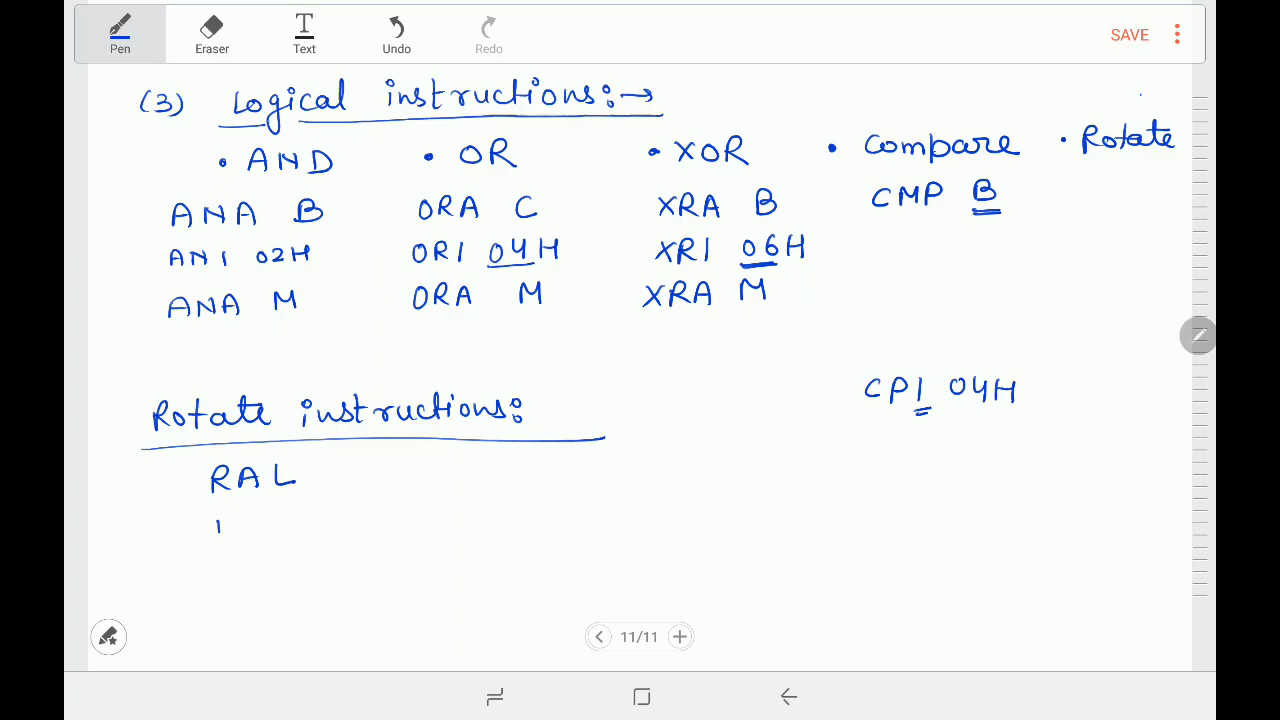 Pen Eraser Text Undo Redo SAVE
(3) Logical instructions:→
• AND • OR • XOR • Compare • Rotate
ANA B ORA C XRA B CMP B
ANI 02H ORI 04H XRI 06H
ANA M ORA M XRA M
CPI 04H
Rotate instructions:
RAL
11/11